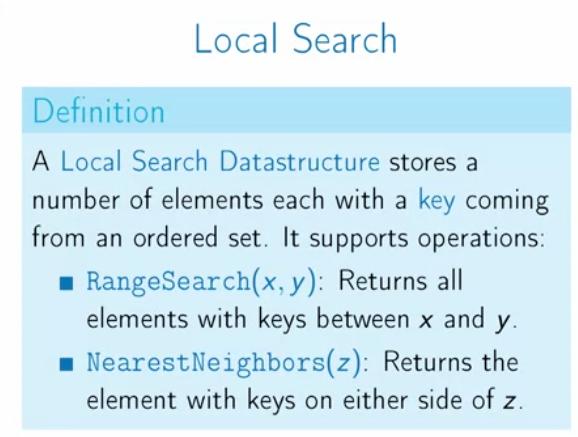 Local Search
Definition
A Local Search Datastructure stores a
number of elements each with a key coming
from an ordered set. It supports operations:
■ RangeSearch(x, y): Returns all
elements with keys between x and y.
■ NearestNeighbors(z): Returns the
element with keys on either side of z.